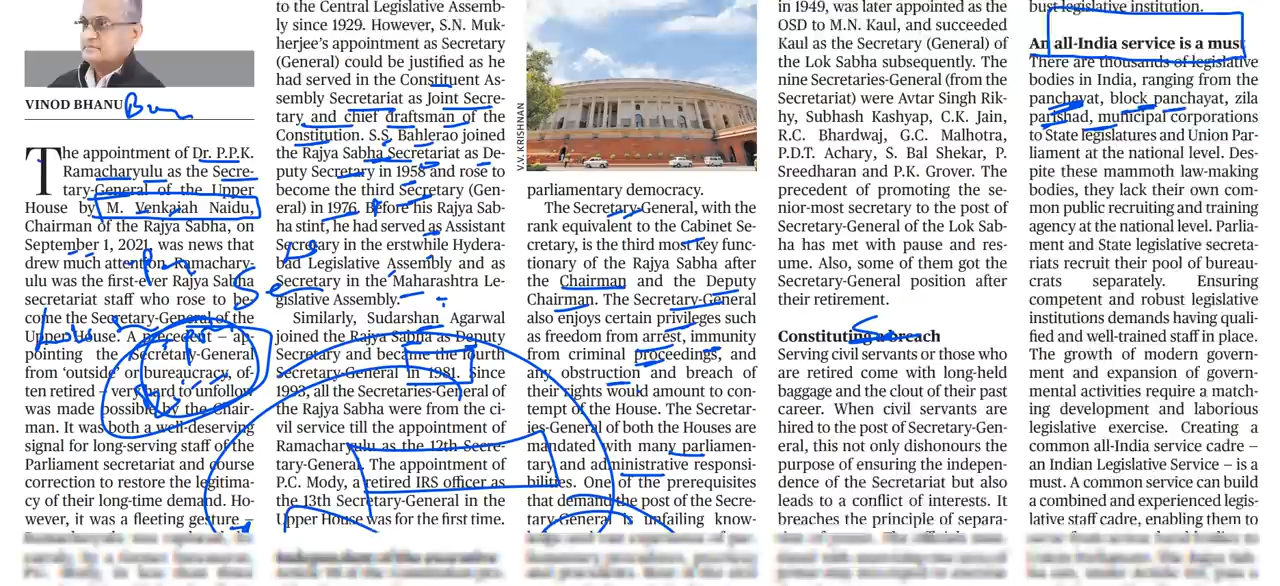 VINOD BHANU
The appointment of Dr. P.P.K.
Ramacharyulu as the Secre-
tary-General of the Upper
House by M. Venkaiah Naidu,
Chairman of the Rajya Sabha, on
September 1, 2021, was news that
drew much attention. Ramachary-
ulu was the first-ever Rajya Sabha
secretariat staff who rose to be-
come the Secretary-General of the
Upper House. A precedent – ap-
pointing the Secretary-General
from ‘outside’ or bureaucracy, of-
ten retired – very hard to unfollow
was made possible by the Chair-
man. It was both a well-deserving
signal for long-serving staff of the
Parliament secretariat and course
correction to restore the legitima-
cy of their long-time demand. Ho-
wever, it was a fleeting gesture –
to the Central Legislative Assemb-
ly since 1929. However, S.N. Muk-
herjee’s appointment as Secretary
(General) could be justified as he
had served in the Constituent As-
sembly Secretariat as Joint Secre-
tary and chief draftsman of the
Constitution. S.S. Bahlerao joined
the Rajya Sabha Secretariat as De-
puty Secretary in 1958 and rose to
become the third Secretary (Gen-
eral) in 1976. Before his Rajya Sab-
ha stint, he had served as Assistant
Secretary in the erstwhile Hydera-
bad Legislative Assembly and as
Secretary in the Maharashtra Le-
gislative Assembly.
Similarly, Sudarshan Agarwal
joined the Rajya Sabha as Deputy
Secretary and became the fourth
Secretary-General in 1981. Since
1993, all the Secretaries-General of
the Rajya Sabha were from the ci-
vil service till the appointment of
Ramacharyulu as the 12th Secre-
tary-General. The appointment of
P.C. Mody, a retired IRS officer as
the 13th Secretary-General in the
Upper House was for the first time.
V.V. KRISHNAN
parliamentary democracy.
The Secretary-General, with the
rank equivalent to the Cabinet Se-
cretary, is the third most key func-
tionary of the Rajya Sabha after
the Chairman and the Deputy
Chairman. The Secretary-General
also enjoys certain privileges such
as freedom from arrest, immunity
from criminal proceedings, and
any obstruction and breach of
their rights would amount to con-
tempt of the House. The Secretar-
ies-General of both the Houses are
mandated with many parliamen-
tary and administrative responsi-
bilities. One of the prerequisites
that demand the post of the Secre-
tary-General is unfailing know-
in 1949, was later appointed as the
OSD to M.N. Kaul, and succeeded
Kaul as the Secretary (General) of
the Lok Sabha subsequently. The
nine Secretaries-General (from the
Secretariat) were Avtar Singh Rik-
hy, Subhash Kashyap, C.K. Jain,
R.C. Bhardwaj, G.C. Malhotra,
P.D.T. Achary, S. Bal Shekar, P.
Sreedharan and P.K. Grover. The
precedent of promoting the se-
nior-most secretary to the post of
Secretary-General of the Lok Sab-
ha has met with pause and res-
ume. Also, some of them got the
Secretary-General position after
their retirement.
Constituting a breach
Serving civil servants or those who
are retired come with long-held
baggage and the clout of their past
career. When civil servants are
hired to the post of Secretary-Gen-
eral, this not only dishonours the
purpose of ensuring the indepen-
dence of the Secretariat but also
leads to a conflict of interests. It
breaches the principle of separa-
bust legislative institution.
An all-India service is a must
There are thousands of legislative
bodies in India, ranging from the
panchayat, block panchayat, zila
parishad, municipal corporations
to State legislatures and Union Par-
liament at the national level. Des-
pite these mammoth law-making
bodies, they lack their own com-
mon public recruiting and training
agency at the national level. Parlia-
ment and State legislative secreta-
riats recruit their pool of bureau-
crats separately. Ensuring
competent and robust legislative
institutions demands having quali-
fied and well-trained staff in place.
The growth of modern govern-
ment and expansion of govern-
mental activities require a match-
ing development and laborious
legislative exercise. Creating a
common all-India service cadre –
an Indian Legislative Service – is a
must. A common service can build
a combined and experienced legis-
lative staff cadre, enabling them to